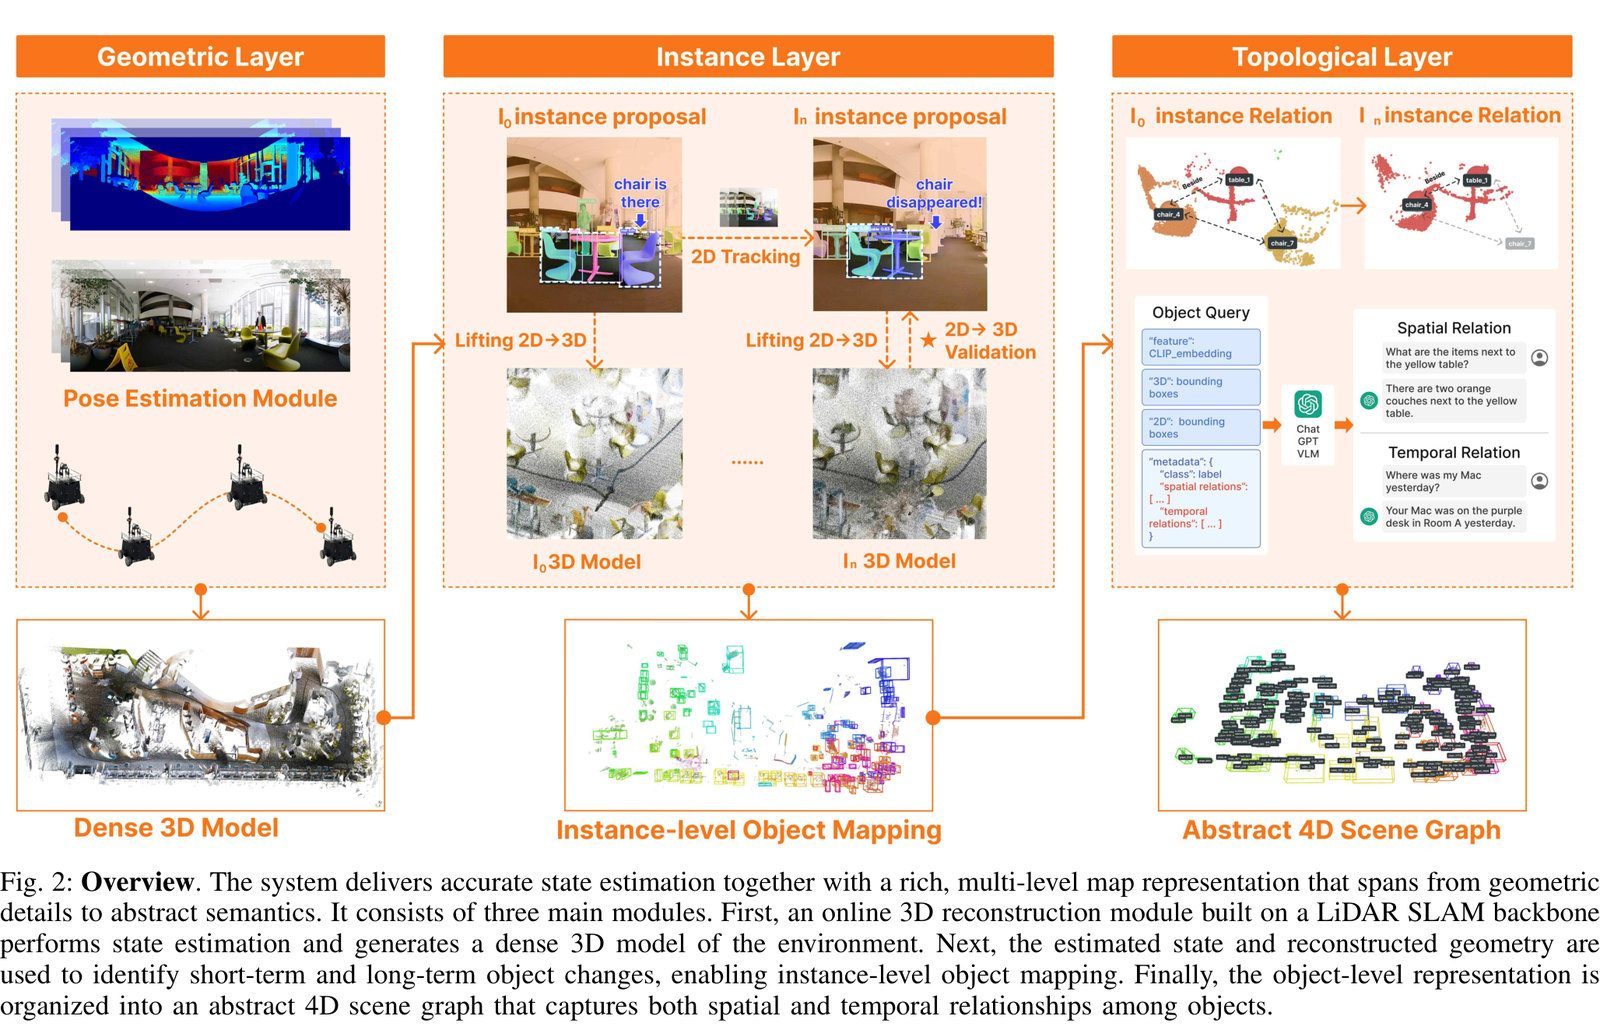 Geometric Layer
Pose Estimation Module
Dense 3D Model
Instance Layer
I0 instance proposal
In instance proposal
chair is
there
chair
disappeared!
2D Tracking
Lifting 2D→3D
Lifting 2D→3D
★ 2D→ 3D
Validation
......
I0 3D Model
In 3D Model
Instance-level Object Mapping
Topological Layer
I0 instance Relation
In instance Relation
table_1
Beside
chair_4
chair_7
table_1
Beside
chair_4
chair_7
Object Query
"feature":
CLIP_embedding
"3D": bounding
boxes
"2D": bounding
boxes
"metadata": {
"class": label
"spatial relations":
[ ... ]
"temporal
relations": [ ... ]
}
Chat
GPT
VLM
Spatial Relation
What are the items next to
the yellow table?
There are two orange
couches next to the yellow
table.
Temporal Relation
Where was my Mac
yesterday?
Your Mac was on the purple
desk in Room A yesterday.
Abstract 4D Scene Graph
Fig. 2: Overview. The system delivers accurate state estimation together with a rich, multi-level map representation that spans from geometric
details to abstract semantics. It consists of three main modules. First, an online 3D reconstruction module built on a LiDAR SLAM backbone
performs state estimation and generates a dense 3D model of the environment. Next, the estimated state and reconstructed geometry are
used to identify short-term and long-term object changes, enabling instance-level object mapping. Finally, the object-level representation is
organized into an abstract 4D scene graph that captures both spatial and temporal relationships among objects.